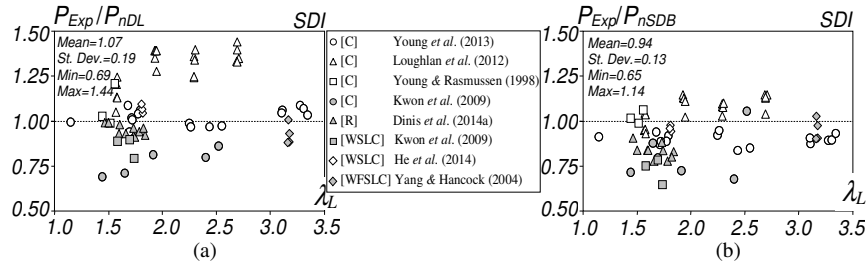 P_Exp/P_nDL
SDI
1.50
Mean=1.07
St. Dev.=0.19
Min=0.69
Max=1.44
1.25
1.00
0.75
0.50
1.0 1.5 2.0 2.5 3.0 3.5
λ_L
(a)
[C] Young et al. (2013)
[C] Loughlan et al. (2012)
[C] Young & Rasmussen (1998)
[C] Kwon et al. (2009)
[R] Dinis et al. (2014a)
[WSLC] Kwon et al. (2009)
[WSLC] He et al. (2014)
[WFSLC] Yang & Hancock (2004)
P_Exp/P_nSDB
SDI
1.50
Mean=0.94
St. Dev.=0.13
Min=0.65
Max=1.14
1.25
1.00
0.75
0.50
1.0 1.5 2.0 2.5 3.0 3.5
λ_L
(b)